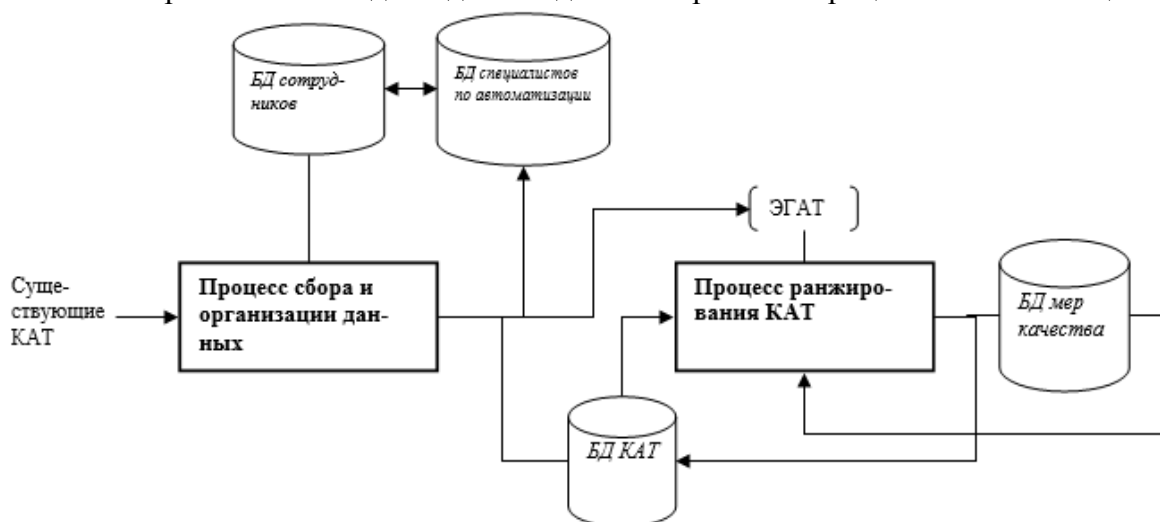 БД сотруд-
ников
БД специалистов
по автоматизации
ЭГАТ
Суще-
ствующие
КАТ
Процесс сбора и
организации дан-
ных
Процесс ранжиро-
вания КАТ
БД мер
качества
БД КАТ